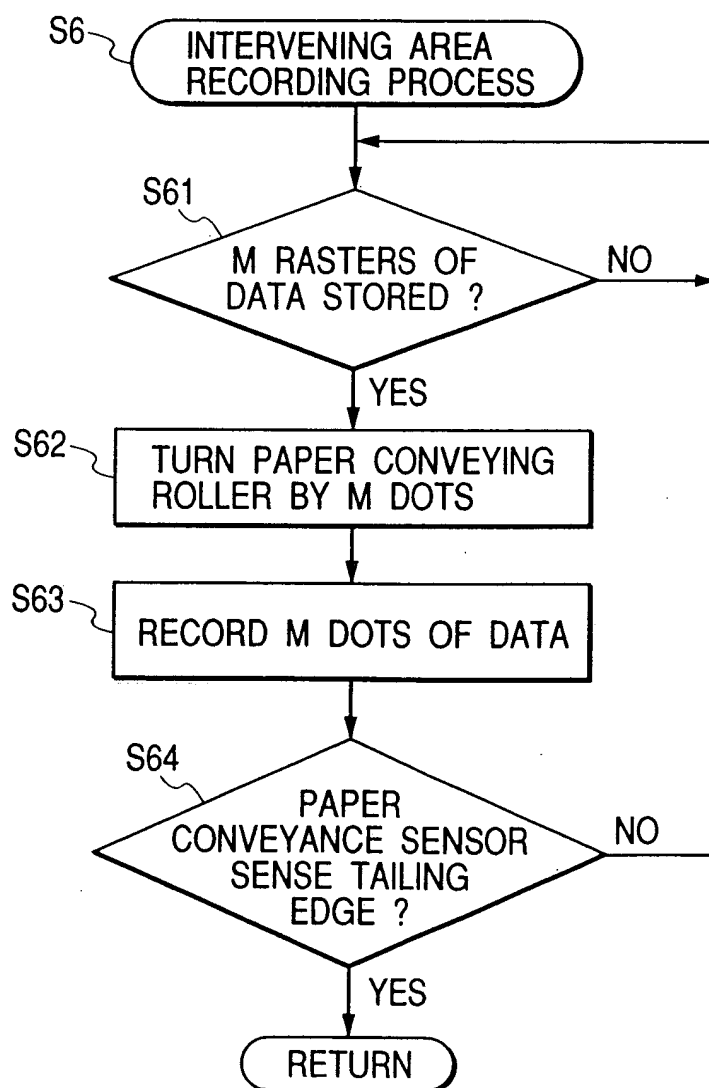 S6
INTERVENING AREA
RECORDING PROCESS
S61
M RASTERS OF
DATA STORED ?
NO
YES
S62
TURN PAPER CONVEYING
ROLLER BY M DOTS
S63
RECORD M DOTS OF DATA
S64
PAPER
CONVEYANCE SENSOR
SENSE TAILING
EDGE ?
NO
YES
RETURN